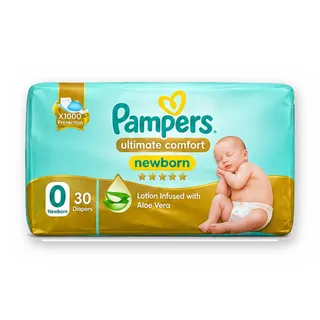 X1000
Protection
Pampers
ultimate comfort
newborn
0
Newborn
30
Diapers
Lotion Infused with
Aloe Vera